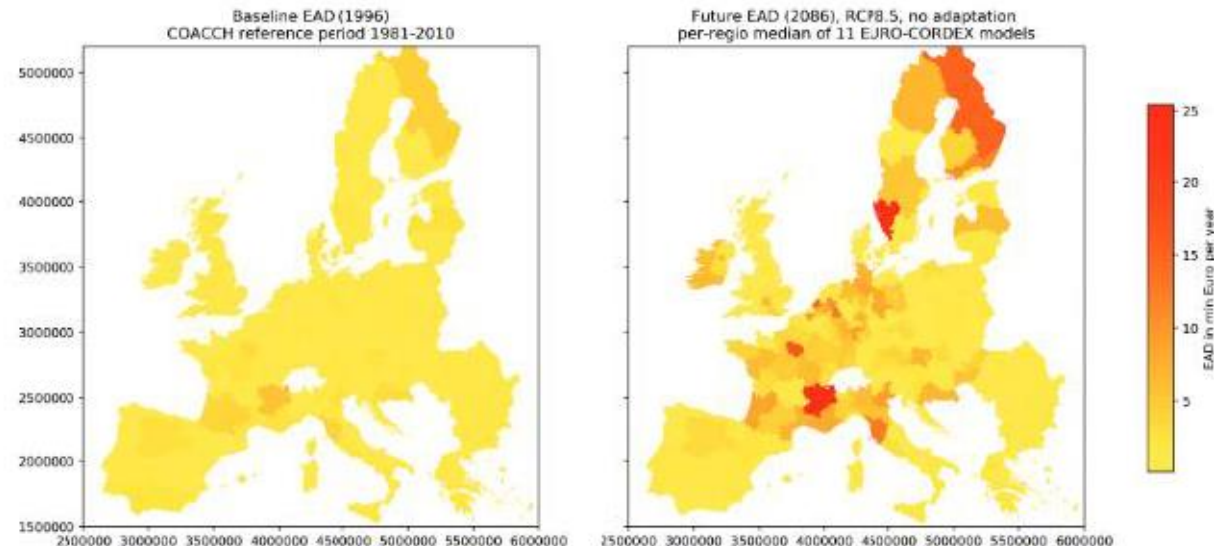 Baseline EAD (1996)
COACCH reference period 1981-2010
Future EAD (2086), RCP8.5, no adaptation
per-regio median of 11 EURO-CORDEX models
5000000
4500000
4000000
3500000
3000000
2500000
2000000
1500000
2500000 3000000 3500000 4000000 4500000 5000000 5500000 6000000
2500000 3000000 3500000 4000000 4500000 5000000 5500000 6000000
25
20
15
10
5
EAD in mln Euro per year